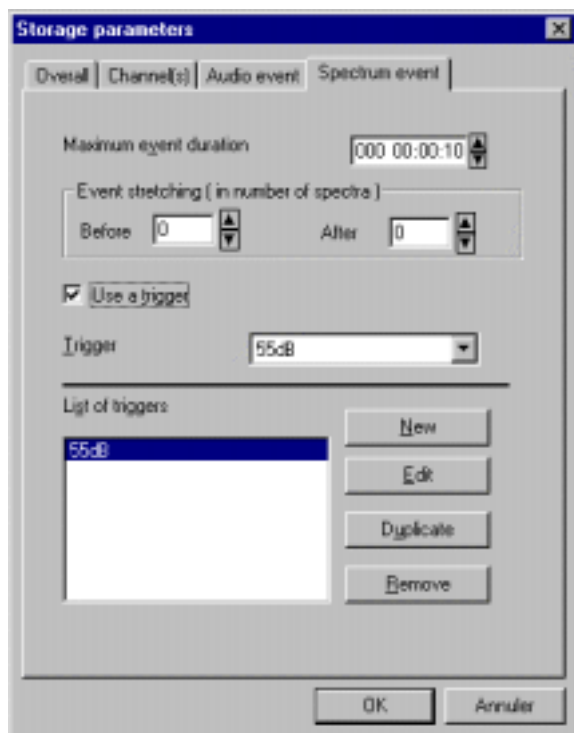 Storage parameters
Overall Channel(s) Audio event Spectrum event
Maximum event duration 000 00:00:10
Event stretching ( in number of spectra )
Before 0 After 0
Use a trigger
Trigger 55dB
List of triggers
New
55dB
Edit
Duplicate
Remove
OK Annuler